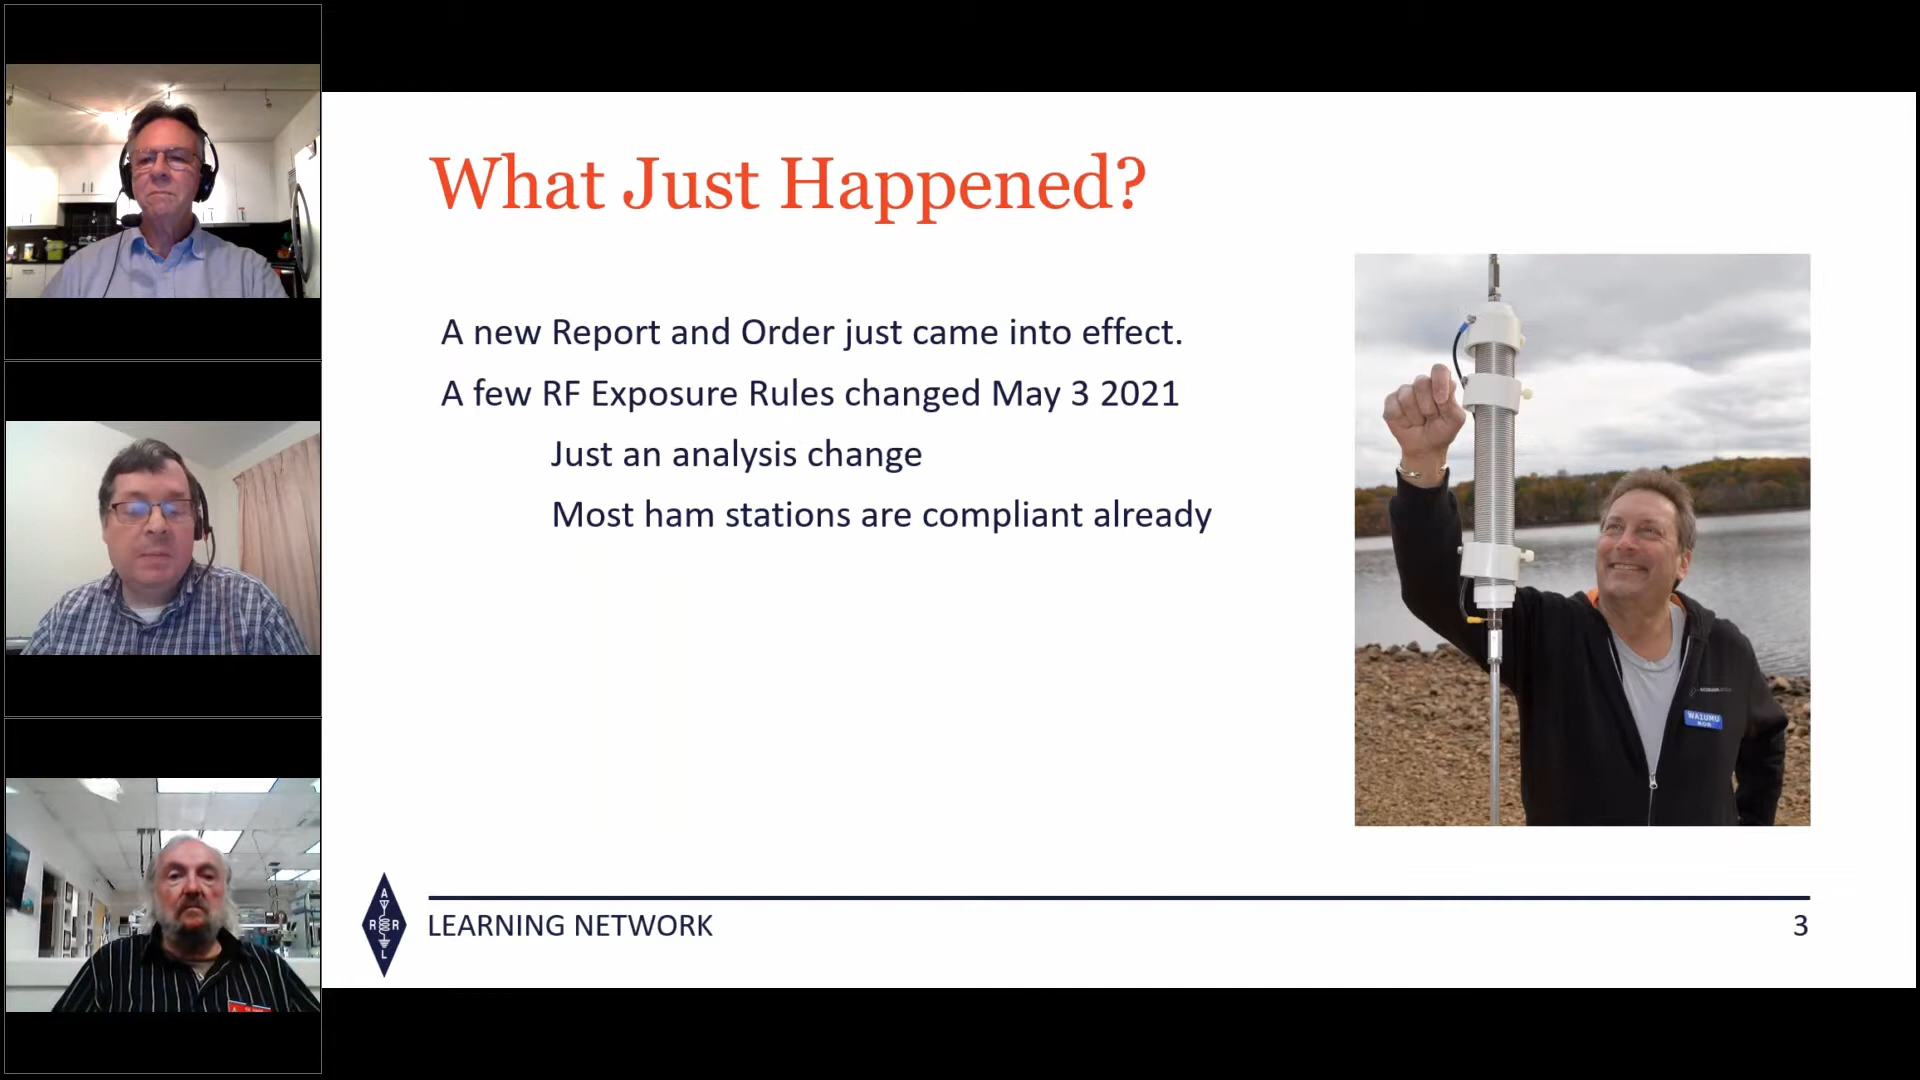 What Just Happened?
A new Report and Order just came into effect.
A few RF Exposure Rules changed May 3 2021
Just an analysis change
Most ham stations are compliant already
WA1UMU
A
R R
L
LEARNING NETWORK
3